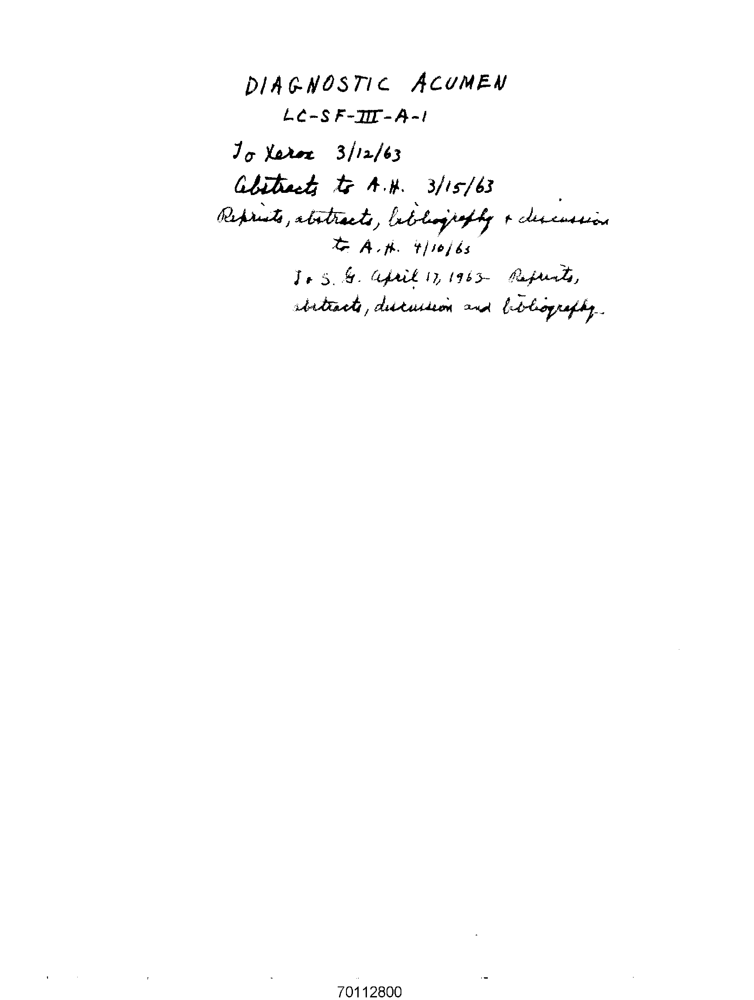 DIAGNOSTIC ACUMEN
LC-SF-III-A-1
To Xerox 3/12/63
Abstracts to A.H. 3/15/63
Reprints, abstracts, bibliography + discussion
to A.H. 4/10/63
To S. G. April 17, 1963 - Reprints,
abstracts, discussion and bibliography.
70112800